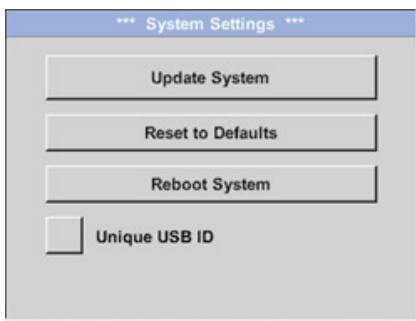 *** System Settings ***
Update System
Reset to Defaults
Reboot System
Unique USB ID